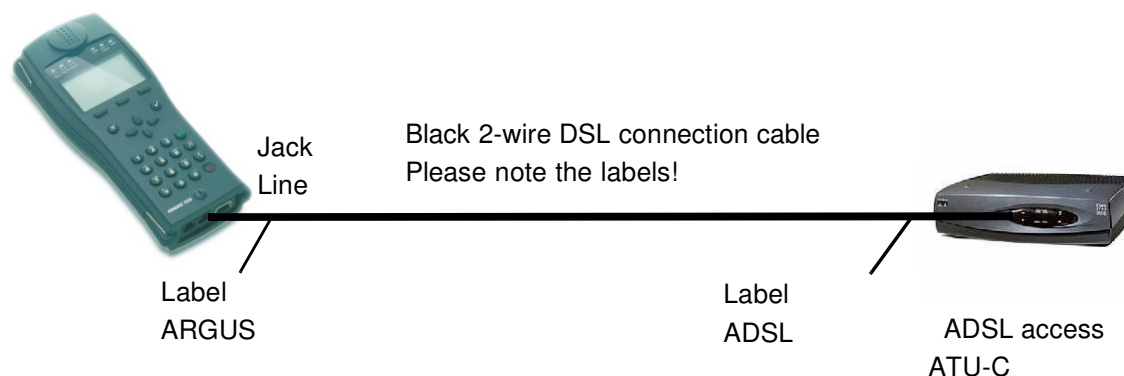 Jack
Line
Black 2-wire DSL connection cable
Please note the labels!
Label
ARGUS
Label
ADSL
ADSL access
ATU-C